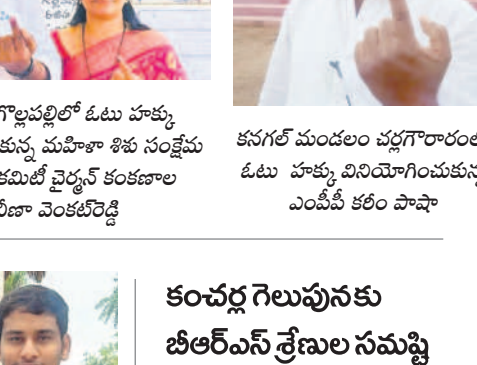 గొల్లపల్లిలో ఓటు హక్కు
కున్న మహిళా శిశు సంక్షేమ
కమిటీ చైర్మన్ కంకణాల
వీణా వెంకట్‌రెడ్డి
కనగల్ మండలం చర్లగౌరారంలో
ఓటు హక్కు వినియోగించుకున్న
ఎంపీపీ కరీం పాషా
కంచర్ల గెలుపునకు
బీఆర్ఎస్ శ్రేణుల సమష్టి